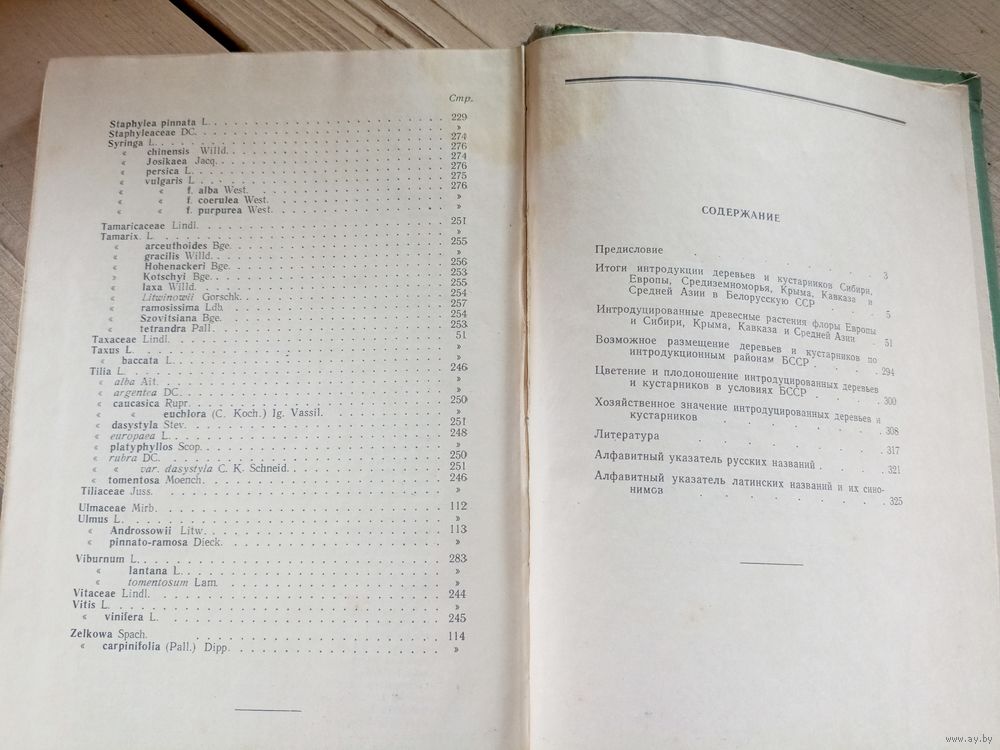 Стр.
Staphylea pinnata L. . . . . . . . . . . . . . . 229
Staphyleaceae DC. . . . . . . . . . . . . . . »
Syringa L. . . . . . . . . . . . . . . 274
« chinensis Willd. . . . . . . . . . . . . . . 276
« Josikaea Jacq. . . . . . . . . . . . . . . 274
« persica L. . . . . . . . . . . . . . . 276
« vulgaris L. . . . . . . . . . . . . . . 275
« « f. alba West. . . . . . . . . . . . . . . 276
« « f. coerulea West. . . . . . . . . . . . . . . »
« « f. purpurea West. . . . . . . . . . . . . . . »
Tamaricaceae Lindl. . . . . . . . . . . . . . . 251
Tamarix L. . . . . . . . . . . . . . . »
« arceuthoides Bge. . . . . . . . . . . . . . . 255
« gracilis Willd. . . . . . . . . . . . . . . »
« Hohenackeri Bge. . . . . . . . . . . . . . . 256
» Kotschyi Bge. . . . . . . . . . . . . . . 253
« laxa Willd. . . . . . . . . . . . . . . 255
« Litwinowii Gorschk. . . . . . . . . . . . . . . 254
« ramosissima Ldb. . . . . . . . . . . . . . . 257
« Szovitsiana Bge. . . . . . . . . . . . . . . 254
« tetrandra Pall. . . . . . . . . . . . . . . 253
Taxaceae Lindl. . . . . . . . . . . . . . . 51
Taxus L. . . . . . . . . . . . . . . »
« baccata L. . . . . . . . . . . . . . . »
Tilia L. . . . . . . . . . . . . . . 246
« alba Ait. . . . . . . . . . . . . . . »
« argentea DC. . . . . . . . . . . . . . . »
« caucasica Rupr. . . . . . . . . . . . . . . 250
« « euchlora (C. Koch.) Ig. Vassil. . . . . . . . . . »
« dasystyla Stev. . . . . . . . . . . . . . . 251
« europaea L. . . . . . . . . . . . . . . 248
« platyphyllos Scop. . . . . . . . . . . . . . . »
« rubra DC. . . . . . . . . . . . . . . 250
« « var. dasystyla C. K. Schneid. . . . . . . . . . 251
« tomentosa Moench. . . . . . . . . . . . . . . 246
Tiliaceae Juss. . . . . . . . . . . . . . . »
Ulmaceae Mirb. . . . . . . . . . . . . . . 112
Ulmus L. . . . . . . . . . . . . . . »
« Androssowii Litw. . . . . . . . . . . . . . . 113
« pinnato-ramosa Dieck. . . . . . . . . . . . . . . »
Viburnum L. . . . . . . . . . . . . . . 283
« lantana L. . . . . . . . . . . . . . . »
« tomentosum Lam. . . . . . . . . . . . . . . »
Vitaceae Lindl. . . . . . . . . . . . . . . 244
Vitis L. . . . . . . . . . . . . . . »
« vinifera L. . . . . . . . . . . . . . . 245
Zelkowa Spach. . . . . . . . . . . . . . . 114
« carpinifolia (Pall.) Dipp. . . . . . . . . . . . . . . »
СОДЕРЖАНИЕ
Предисловие . . . . . . . 3
Итоги интродукции деревьев и кустарников Сибири,
Европы, Средиземноморья, Крыма, Кавказа и
Средней Азии в Белорусскую ССР . . . . 5
Интродуцированные древесные растения флоры Европы
и Сибири, Крыма, Кавказа и Средней Азии . . 51
Возможное размещение деревьев и кустарников по
интродукционным районам БССР . . . . 294
Цветение и плодоношение интродуцированных деревьев
и кустарников в условиях БССР . . . . 300
Хозяйственное значение интродуцированных деревьев и
кустарников . . . . . . 308
Литература . . . . . . . 317
Алфавитный указатель русских названий . . . . 321
Алфавитный указатель латинских названий и их сино-
нимов . . . . . . 325
www.ay.by